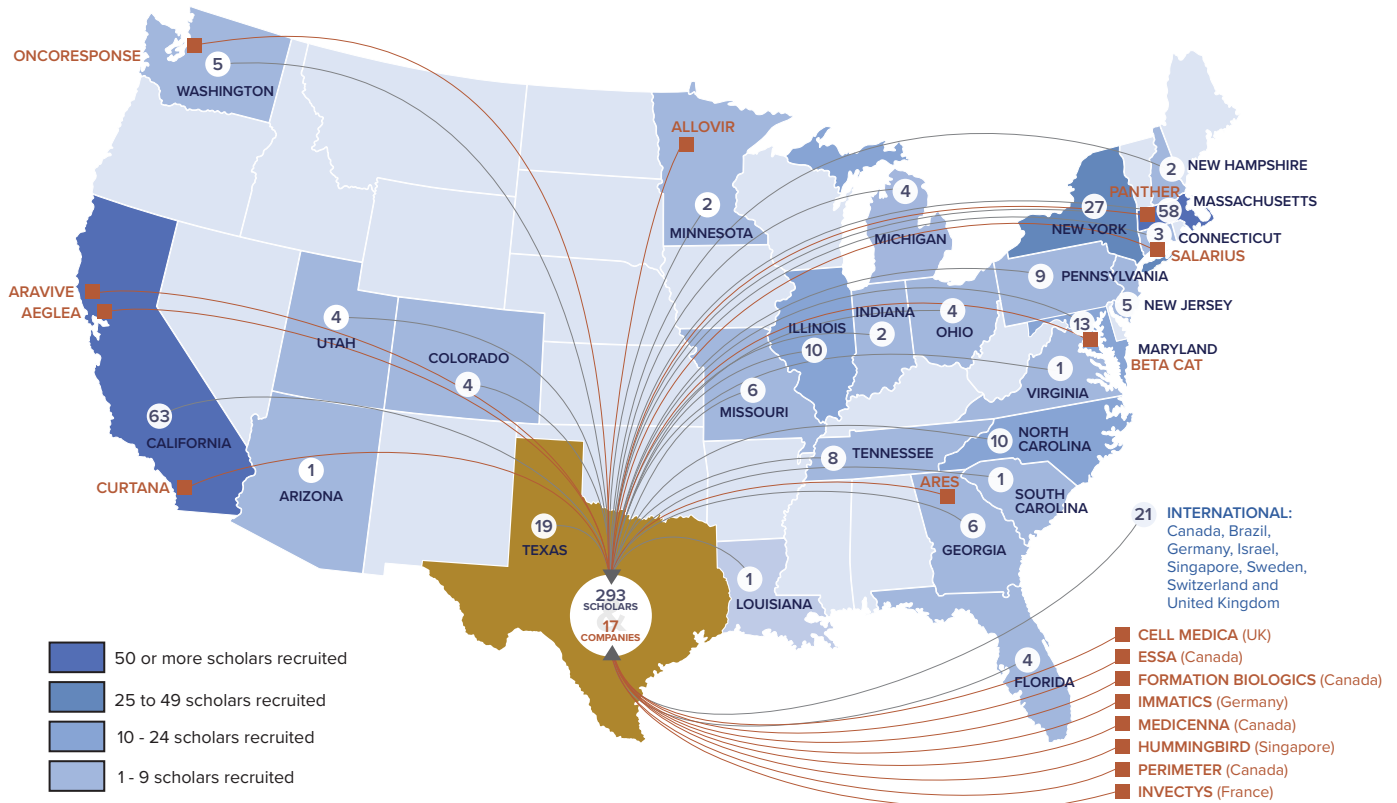 ONCORESPONSE
5
WASHINGTON
ALLOVIR
2
MINNESOTA
4
MICHIGAN
2
NEW HAMPSHIRE
PANTHER
27
NEW YORK
58
MASSACHUSETTS
3
CONNECTICUT
SALARIUS
9
PENNSYLVANIA
5
NEW JERSEY
ARAVIVE
AEGLEA
4
UTAH
COLORADO
4
ILLINOIS
10
INDIANA
2
4
OHIO
13
MARYLAND
BETA CAT
1
VIRGINIA
6
MISSOURI
63
CALIFORNIA
CURTANA
1
ARIZONA
10
NORTH
CAROLINA
8
TENNESSEE
ARES
1
SOUTH
CAROLINA
6
GEORGIA
19
TEXAS
1
LOUISIANA
4
FLORIDA
293
SCHOLARS
&
17
COMPANIES
21
INTERNATIONAL:
Canada, Brazil,
Germany, Israel,
Singapore, Sweden,
Switzerland and
United Kingdom
CELL MEDICA (UK)
ESSA (Canada)
FORMATION BIOLOGICS (Canada)
IMMATICS (Germany)
MEDICENNA (Canada)
HUMMINGBIRD (Singapore)
PERIMETER (Canada)
INVECTYS (France)
50 or more scholars recruited
25 to 49 scholars recruited
10 - 24 scholars recruited
1 - 9 scholars recruited